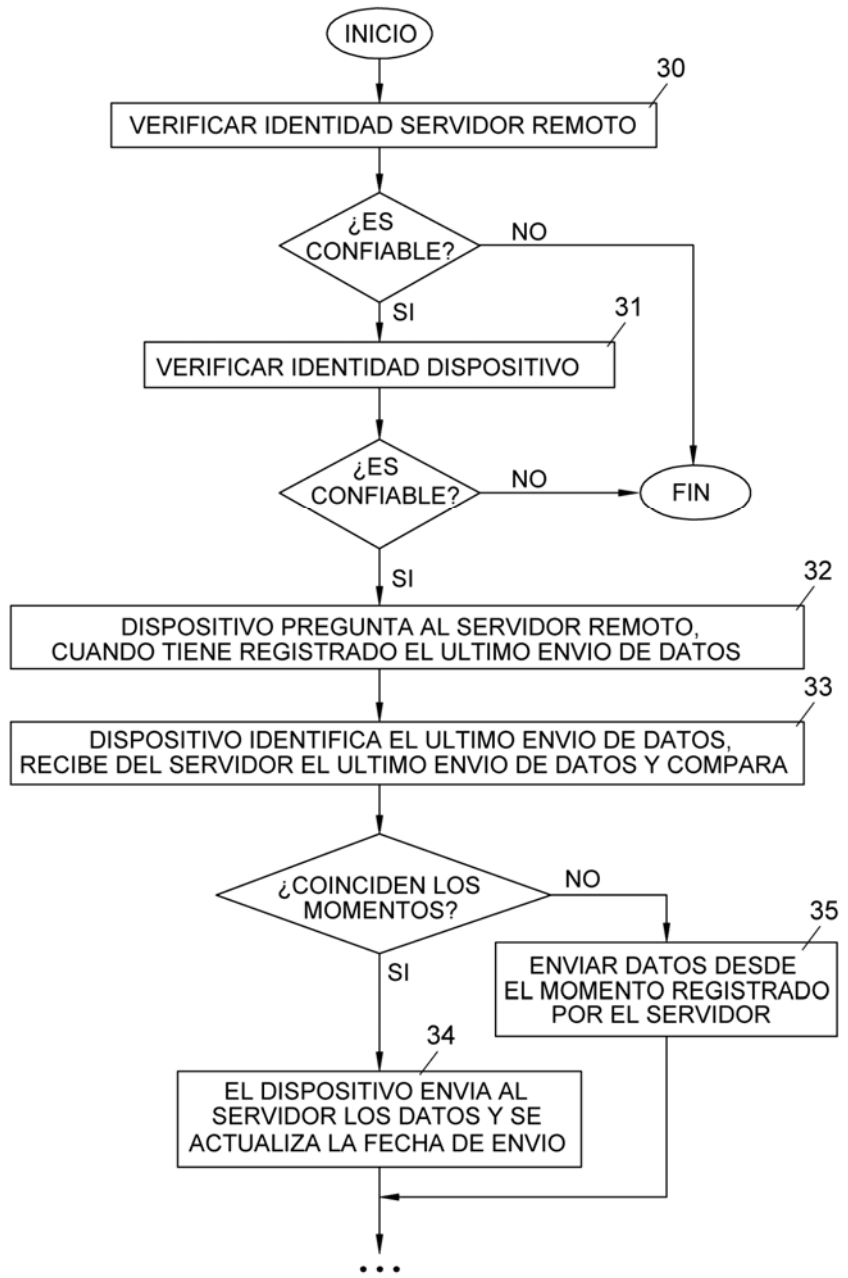 INICIO
30
VERIFICAR IDENTIDAD SERVIDOR REMOTO
¿ES
CONFIABLE?
NO
SI
31
VERIFICAR IDENTIDAD DISPOSITIVO
¿ES
CONFIABLE?
NO
FIN
SI
32
DISPOSITIVO PREGUNTA AL SERVIDOR REMOTO,
CUANDO TIENE REGISTRADO EL ULTIMO ENVIO DE DATOS
33
DISPOSITIVO IDENTIFICA EL ULTIMO ENVIO DE DATOS,
RECIBE DEL SERVIDOR EL ULTIMO ENVIO DE DATOS Y COMPARA
¿COINCIDEN LOS
MOMENTOS?
NO
SI
35
ENVIAR DATOS DESDE
EL MOMENTO REGISTRADO
POR EL SERVIDOR
34
EL DISPOSITIVO ENVIA AL
SERVIDOR LOS DATOS Y SE
ACTUALIZA LA FECHA DE ENVIO
...